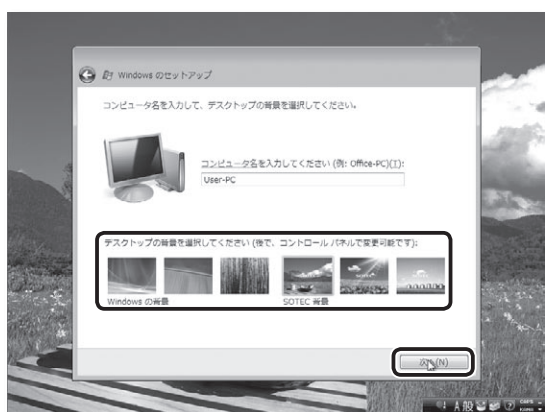 Windows のセットアップ
コンピュータ名を入力して、デスクトップの背景を選択してください。
コンピュータ名を入力してください (例: Office-PC)(T):
User-PC
デスクトップの背景を選択してください (後で、コントロール パネルで変更可能です):
Windows の背景
SOTEC 背景
(N)
A 般
CAPS
KANA